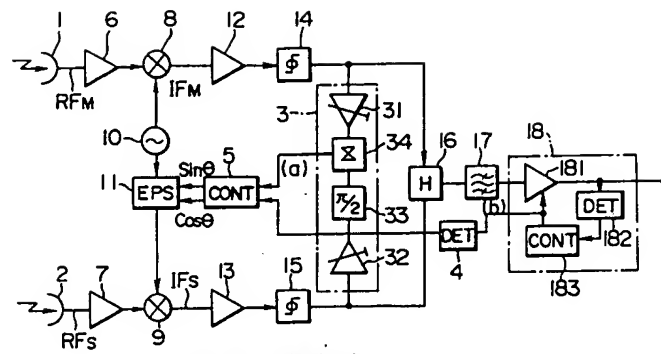 1
6
8
12
14
RFM
IFM
3
31
34
10
Sinθ
5
(a)
16
17
18
181
11
EPS
CONT
Cosθ
π/2
33
H
(b)
DET
182
DET
4
CONT
183
32
2
7
IFS
13
15
RFS
9